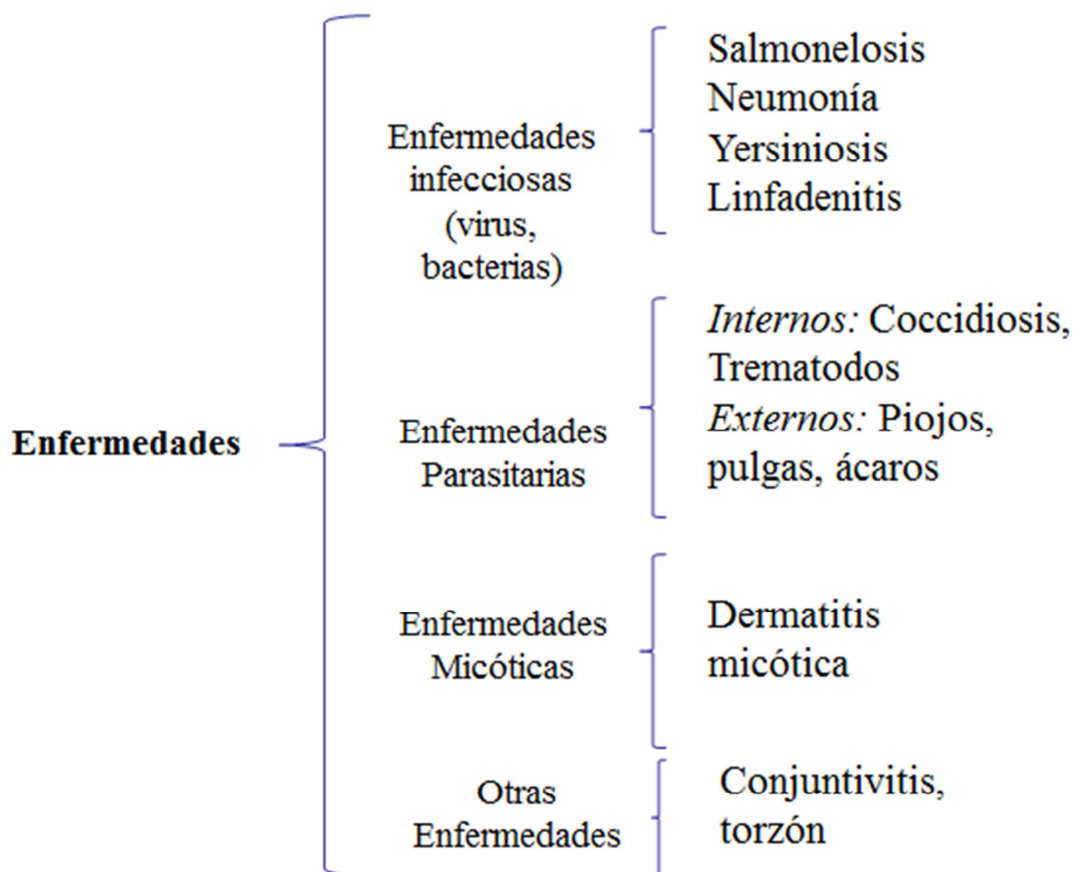 Enfermedades
Enfermedades
infecciosas
(virus,
bacterias)
Salmonelosis
Neumonía
Yersiniosis
Linfadenitis
Enfermedades
Parasitarias
Internos: Coccidiosis,
Trematodos
Externos: Piojos,
pulgas, ácaros
Enfermedades
Micóticas
Dermatitis
micótica
Otras
Enfermedades
Conjuntivitis,
torzón